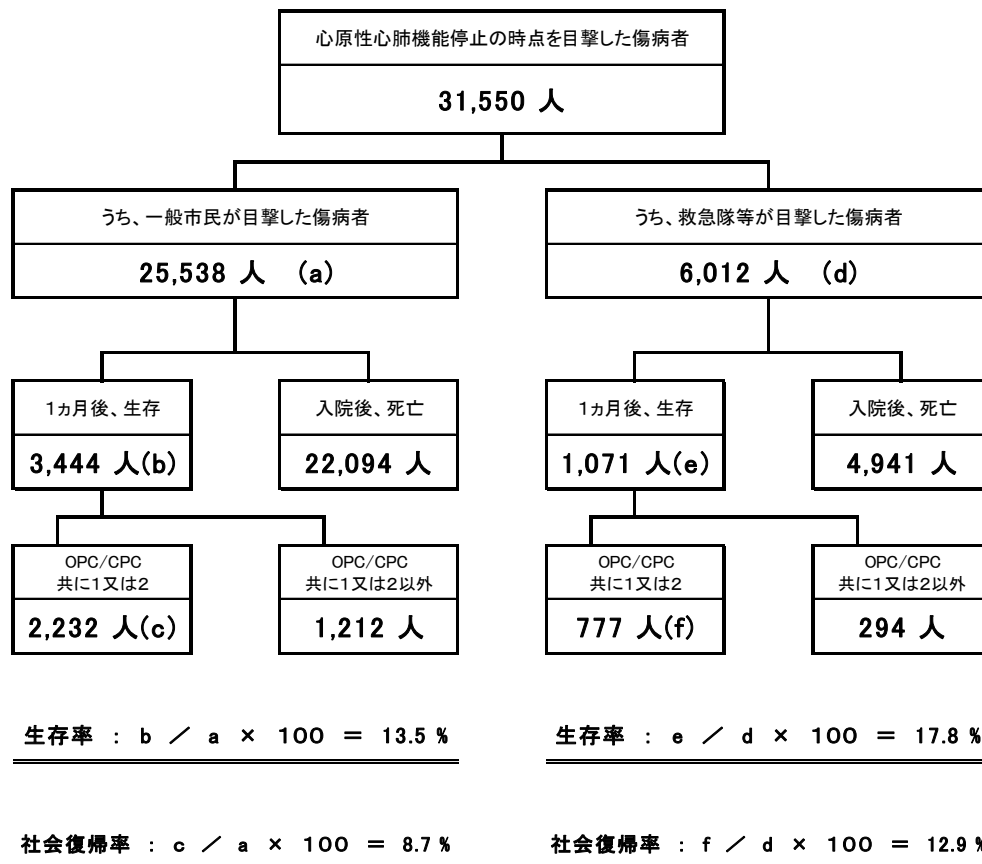 心原性心肺機能停止の時点を目撃した傷病者
31,550 人
うち、一般市民が目撃した傷病者
25,538 人 (a)
うち、救急隊等が目撃した傷病者
6,012 人 (d)
1ヵ月後、生存
3,444 人(b)
入院後、死亡
22,094 人
1ヵ月後、生存
1,071 人(e)
入院後、死亡
4,941 人
OPC/CPC
共に1又は2
2,232 人(c)
OPC/CPC
共に1又は2以外
1,212 人
OPC/CPC
共に1又は2
777 人(f)
OPC/CPC
共に1又は2以外
294 人
生存率 : b / a × 100 = 13.5 %
生存率 : e / d × 100 = 17.8 %
社会復帰率 : c / a × 100 = 8.7 %
社会復帰率 : f / d × 100 = 12.9 %